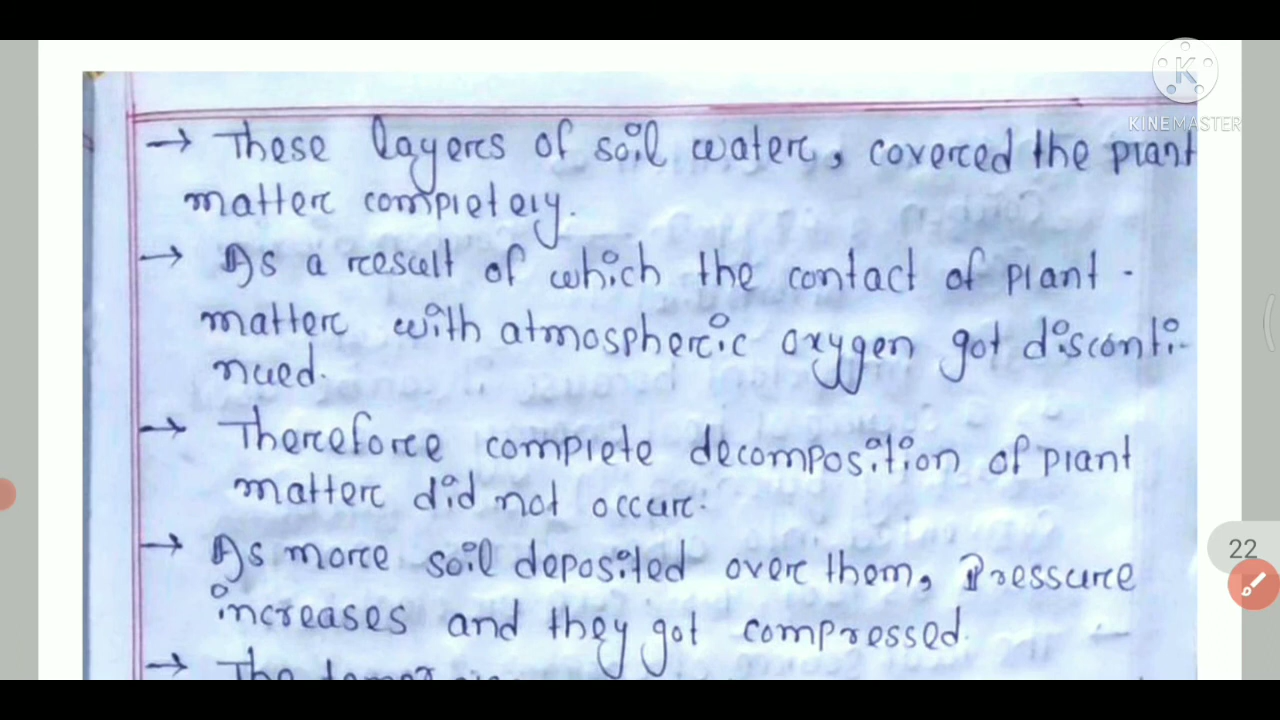 KINEMASTER
→ These layers of soil water, covered the plant
matter completely.
→ As a result of which the contact of plant -
matter with atmospheric oxygen got disconti-
nued.
→ Therefore complete decomposition of plant
matter did not occur.
→ As more soil deposited over them, Pressure
increases and they got compressed.
22
→ The